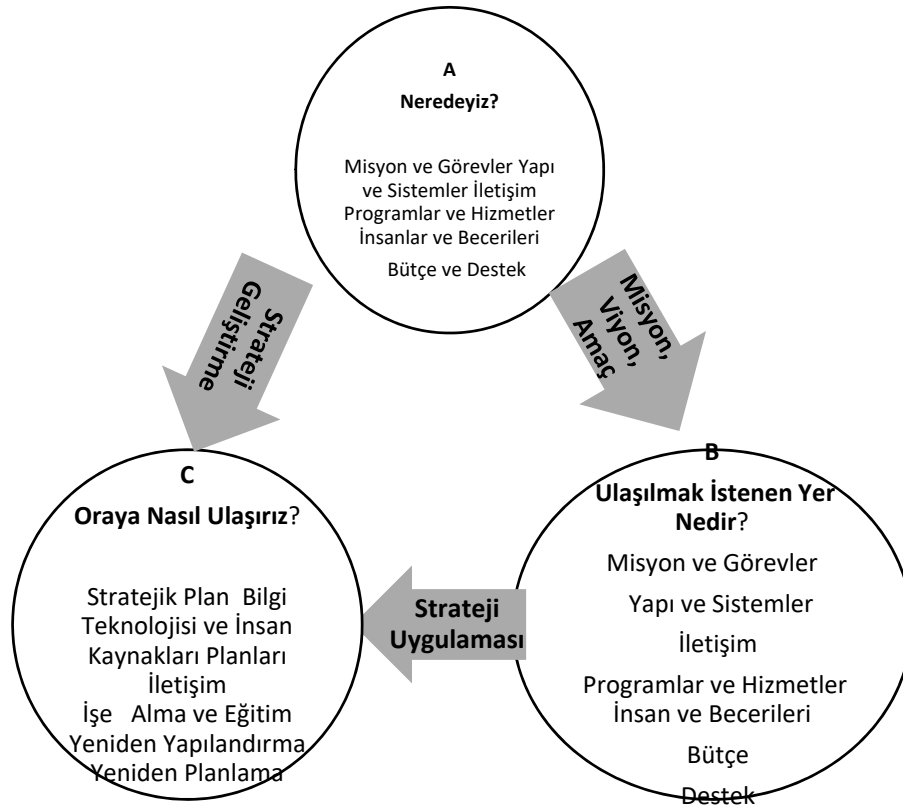 A
Neredeyiz?
Misyon ve Görevler Yapı
ve Sistemler İletişim
Programlar ve Hizmetler
İnsanlar ve Becerileri
Bütçe ve Destek
Strateji
Geliştirme
Misyon,
Viyon,
Amaç
C
Oraya Nasıl Ulaşırız?
Stratejik Plan Bilgi
Teknolojisi ve İnsan
Kaynakları Planları
İletişim
İşe Alma ve Eğitim
Yeniden Yapılandırma
Yeniden Planlama
Strateji
Uygulaması
B
Ulaşılmak İstenen Yer
Nedir?
Misyon ve Görevler
Yapı ve Sistemler
İletişim
Programlar ve Hizmetler
İnsan ve Becerileri
Bütçe
Destek